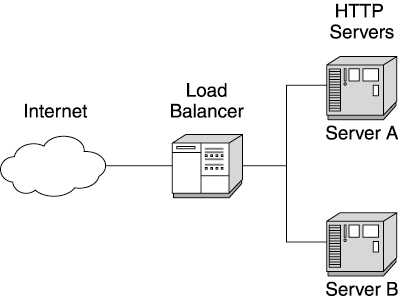 HTTP
Servers
Load
Balancer
Internet
Server A
Server B